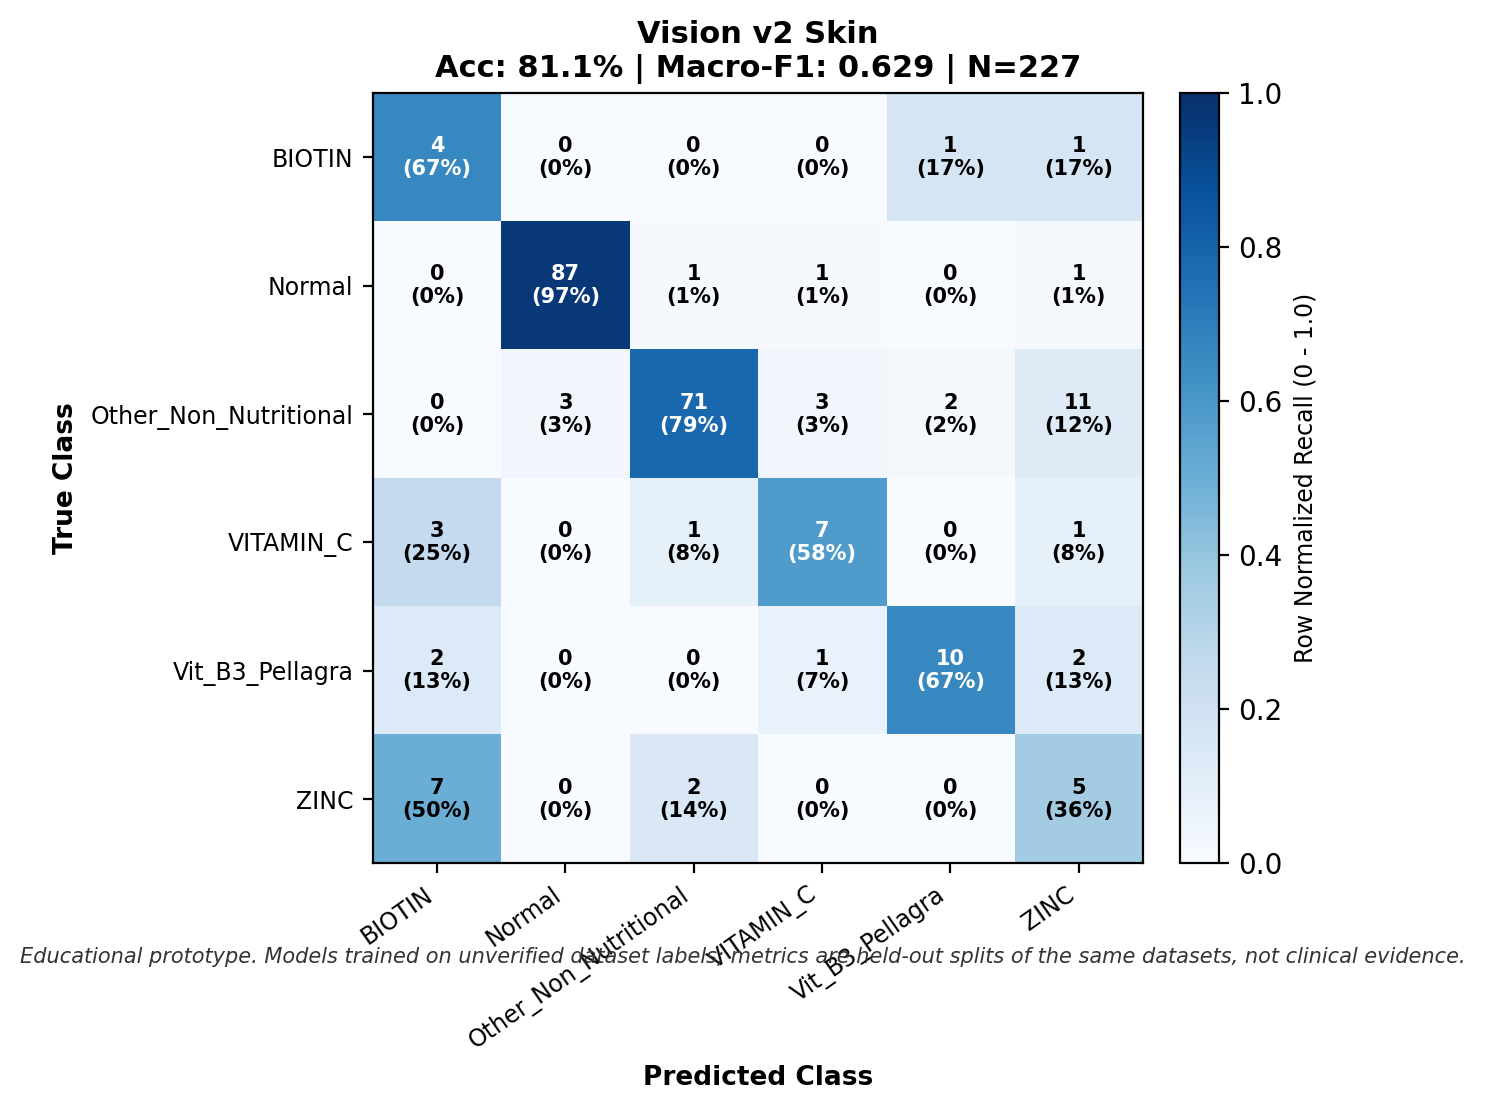 Vision v2 Skin
Acc: 81.1% | Macro-F1: 0.629 | N=227
True Class
BIOTIN
4 0 0 0 1 1
(67%) (0%) (0%) (0%) (17%) (17%)
Normal
0 87 1 1 0 1
(0%) (97%) (1%) (1%) (0%) (1%)
Other_Non_Nutritional
0 3 71 3 2 11
(0%) (3%) (79%) (3%) (2%) (12%)
VITAMIN_C
3 0 1 7 0 1
(25%) (0%) (8%) (58%) (0%) (8%)
Vit_B3_Pellagra
2 0 0 1 10 2
(13%) (0%) (0%) (7%) (67%) (13%)
ZINC
7 0 2 0 0 5
(50%) (0%) (14%) (0%) (0%) (36%)
BIOTIN
Normal
Other_Non_Nutritional
VITAMIN_C
Vit_B3_Pellagra
ZINC
Predicted Class
1.0
0.8
0.6
0.4
0.2
0.0
Row Normalized Recall (0 - 1.0)
Educational prototype. Models trained on unverified dataset labels; metrics are held-out splits of the same datasets, not clinical evidence.